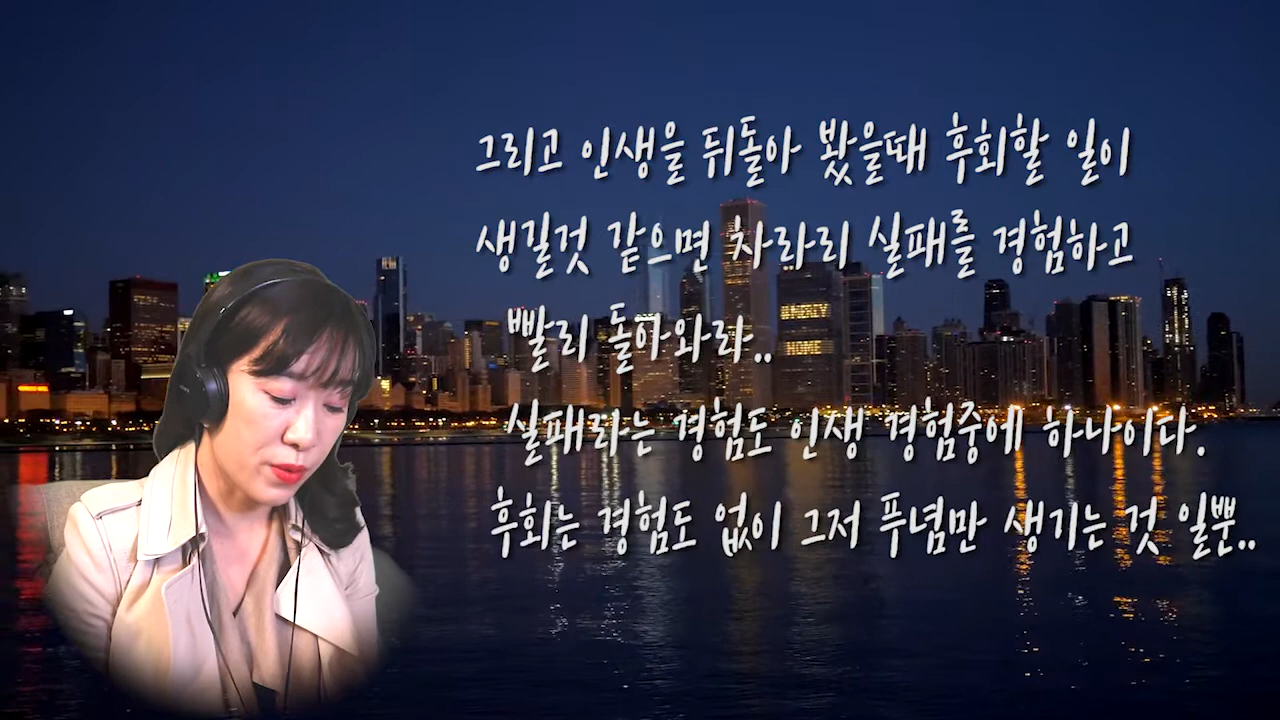 그리고 인생을 뒤돌아 봤을때 후회할 일이
생길것 같으면 차라리 실패를 경험하고
빨리 돌아와라..
실패라는 경험도 인생 경험중에 하나이다.
후회는 경험도 없이 그저 푸념만 생기는 것 일뿐..